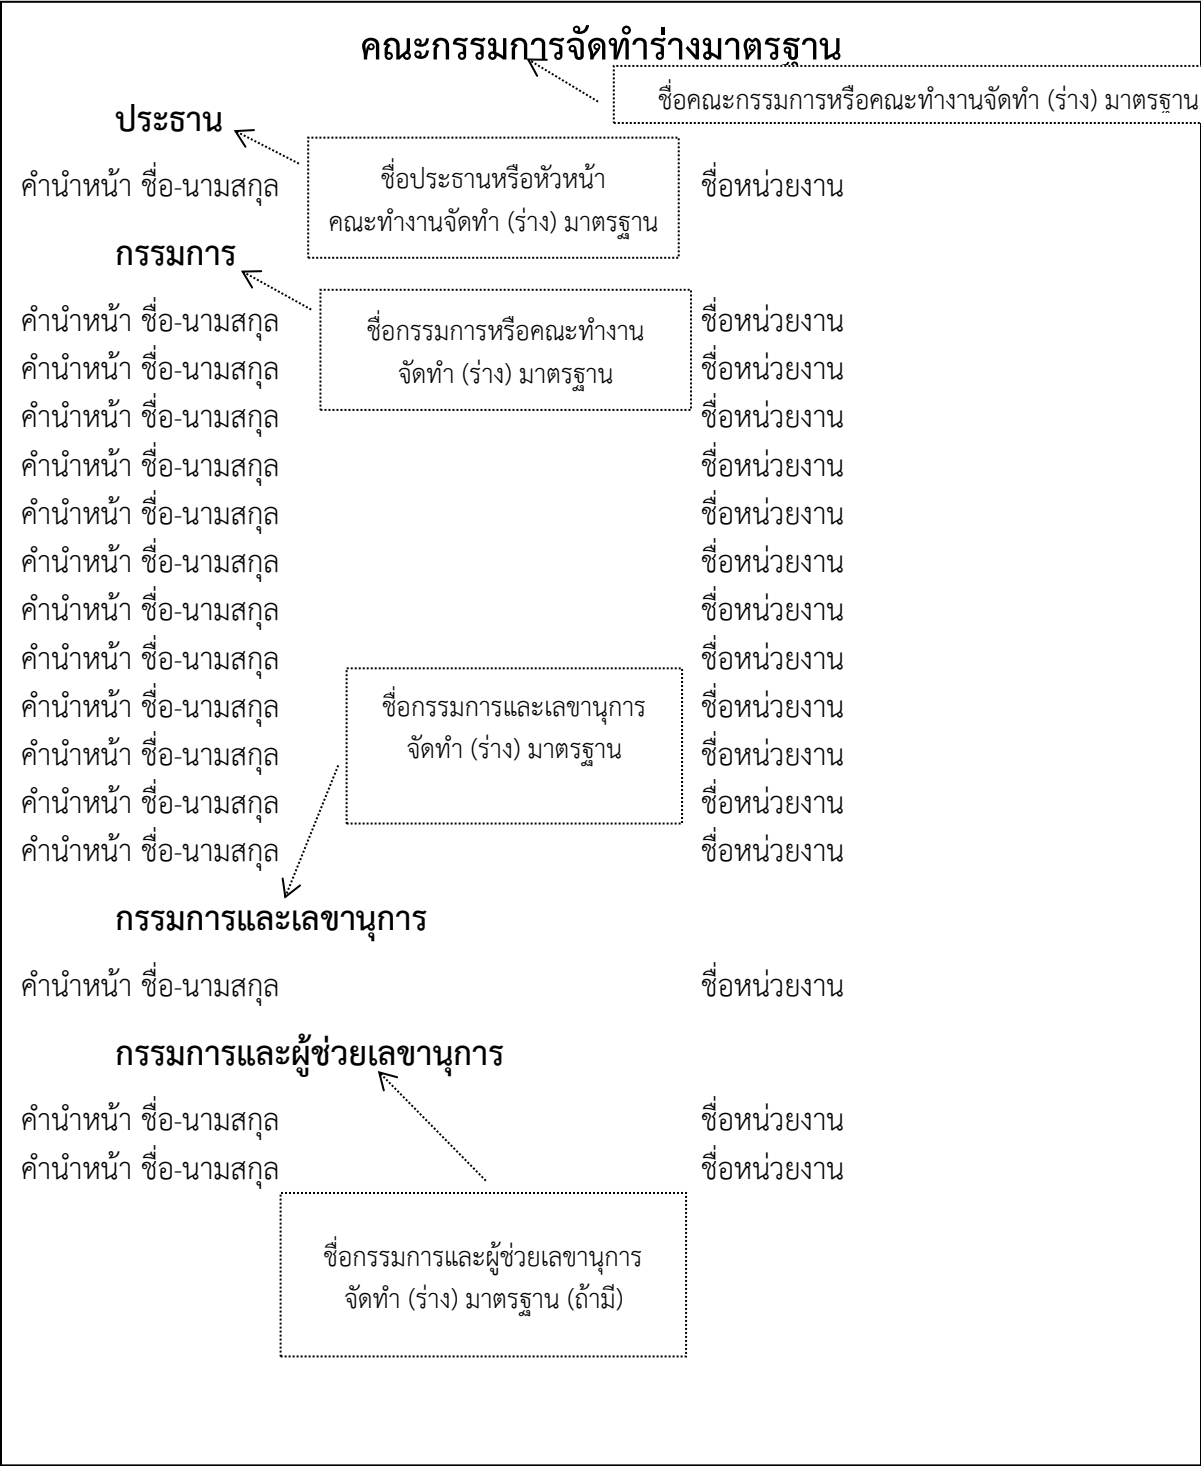 คณะกรรมการจัดทำร่างมาตรฐาน
ชื่อคณะกรรมการหรือคณะทำงานจัดทำ (ร่าง) มาตรฐาน
ประธาน
คำนำหน้า ชื่อ-นามสกุล
ชื่อประธานหรือหัวหน้า
คณะทำงานจัดทำ (ร่าง) มาตรฐาน
ชื่อหน่วยงาน
กรรมการ
คำนำหน้า ชื่อ-นามสกุล ชื่อหน่วยงาน
ชื่อกรรมการหรือคณะทำงาน
จัดทำ (ร่าง) มาตรฐาน
คำนำหน้า ชื่อ-นามสกุล ชื่อหน่วยงาน
คำนำหน้า ชื่อ-นามสกุล ชื่อหน่วยงาน
คำนำหน้า ชื่อ-นามสกุล ชื่อหน่วยงาน
คำนำหน้า ชื่อ-นามสกุล ชื่อหน่วยงาน
คำนำหน้า ชื่อ-นามสกุล ชื่อหน่วยงาน
คำนำหน้า ชื่อ-นามสกุล ชื่อหน่วยงาน
คำนำหน้า ชื่อ-นามสกุล ชื่อหน่วยงาน
คำนำหน้า ชื่อ-นามสกุล ชื่อหน่วยงาน
ชื่อกรรมการและเลขานุการ
จัดทำ (ร่าง) มาตรฐาน
คำนำหน้า ชื่อ-นามสกุล ชื่อหน่วยงาน
คำนำหน้า ชื่อ-นามสกุล ชื่อหน่วยงาน
คำนำหน้า ชื่อ-นามสกุล ชื่อหน่วยงาน
กรรมการและเลขานุการ
คำนำหน้า ชื่อ-นามสกุล ชื่อหน่วยงาน
กรรมการและผู้ช่วยเลขานุการ
คำนำหน้า ชื่อ-นามสกุล ชื่อหน่วยงาน
คำนำหน้า ชื่อ-นามสกุล ชื่อหน่วยงาน
ชื่อกรรมการและผู้ช่วยเลขานุการ
จัดทำ (ร่าง) มาตรฐาน (ถ้ามี)